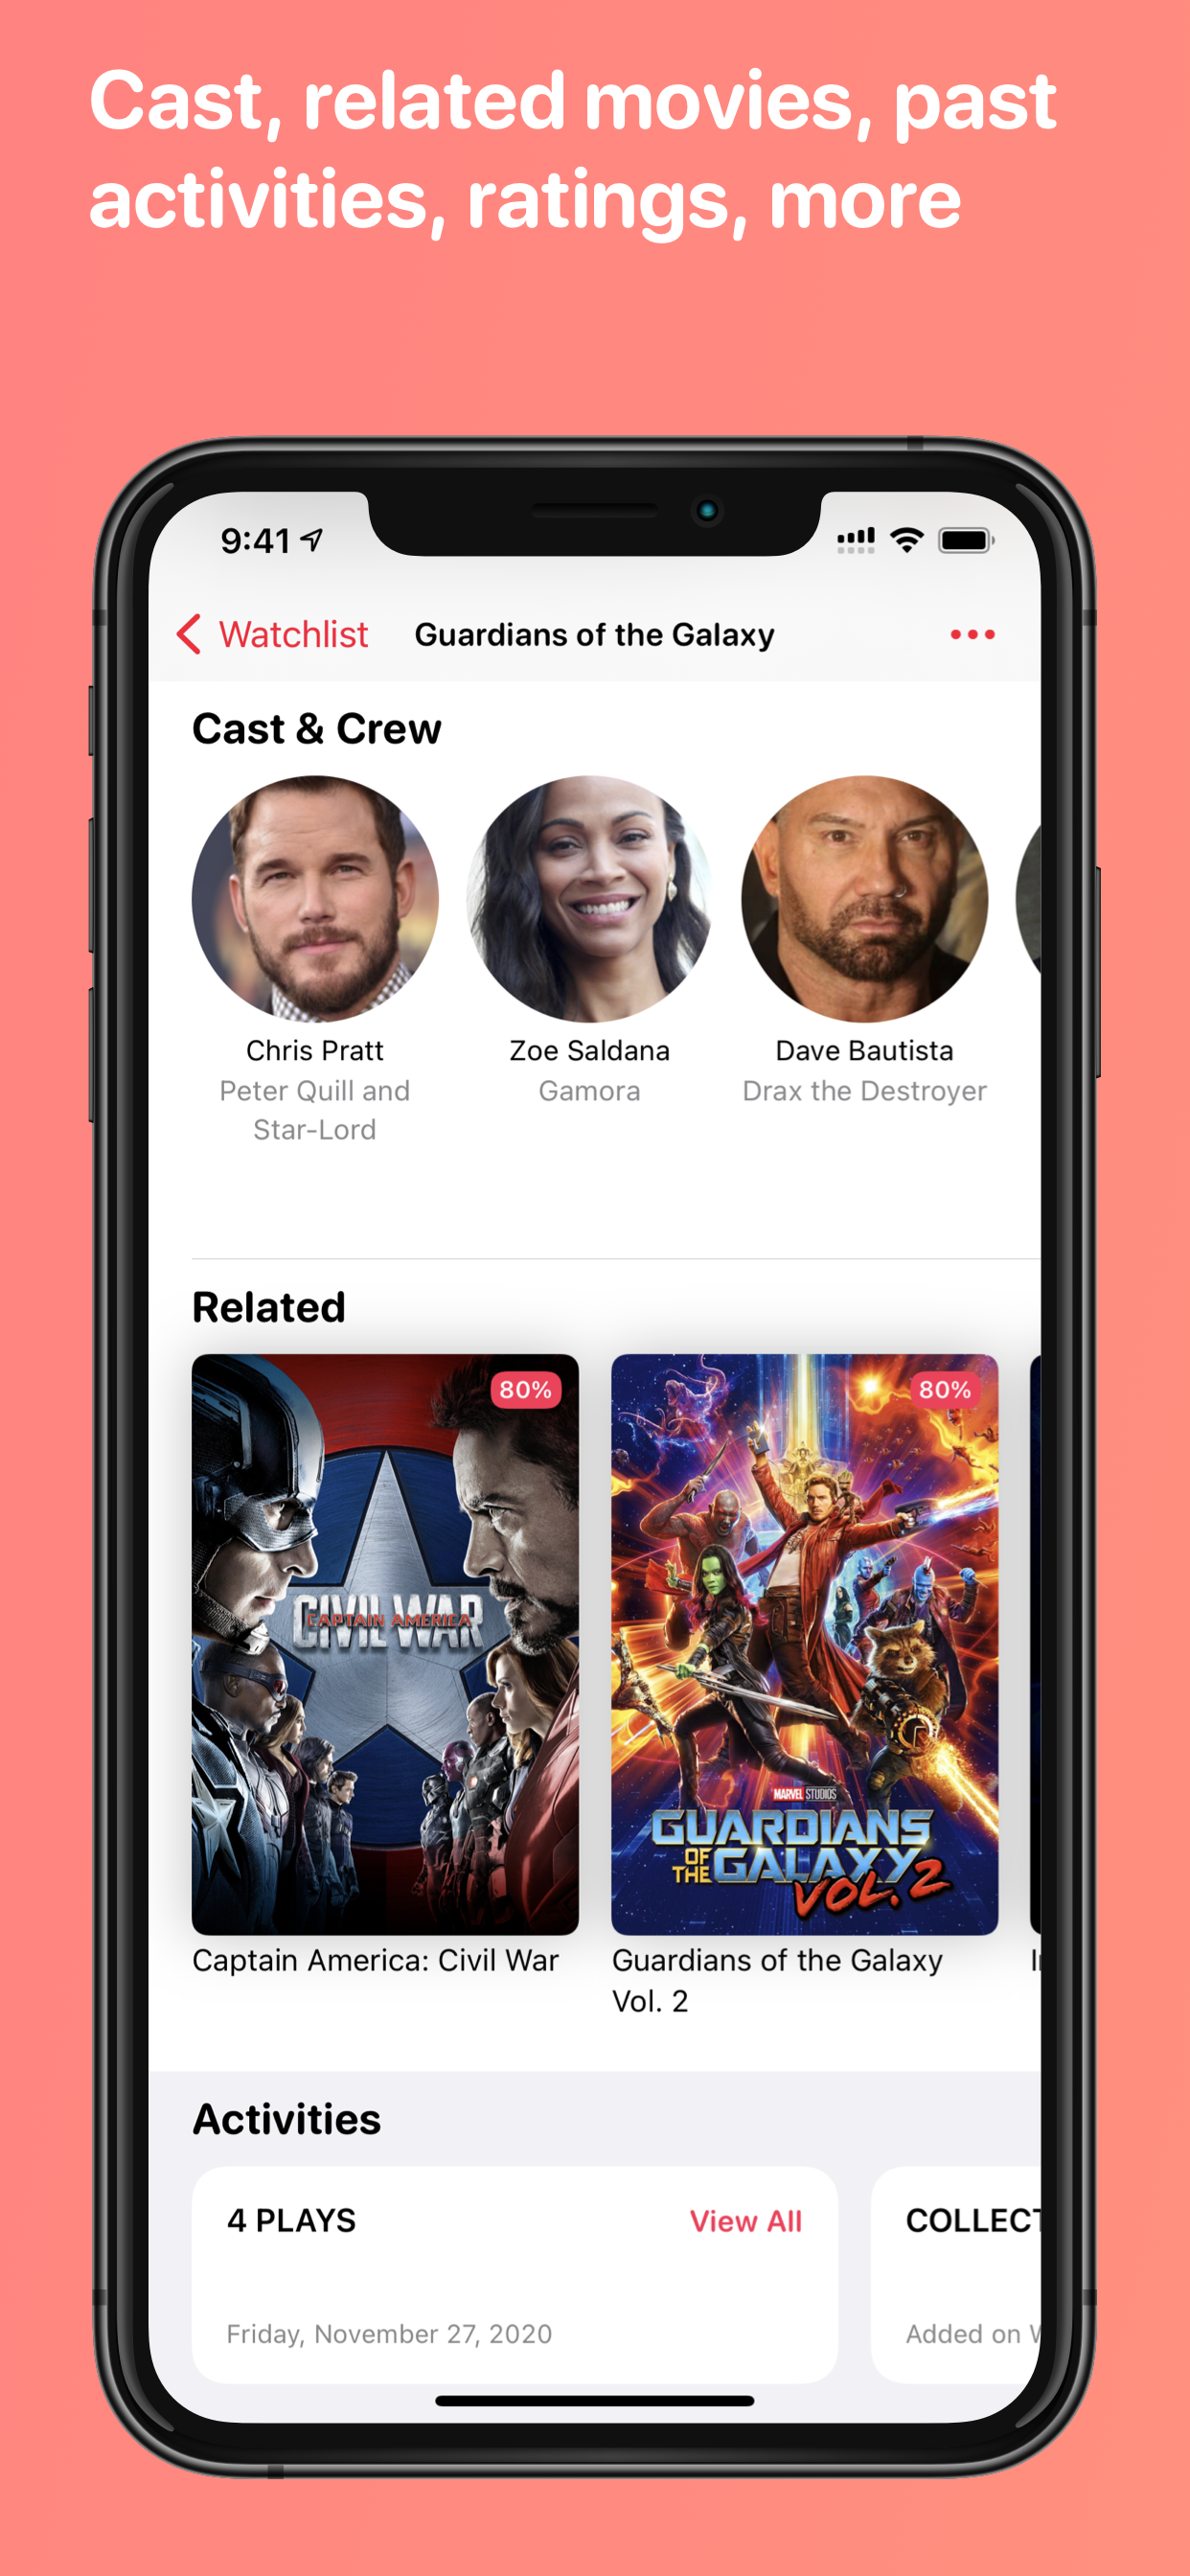 Cast, related movies, past
activities, ratings, more
9:41
Watchlist
Guardians of the Galaxy
Cast & Crew
Chris Pratt
Peter Quill and
Star-Lord
Zoe Saldana
Gamora
Dave Bautista
Drax the Destroyer
Related
80%
CAPTAIN AMERICA
CIVIL WAR
80%
MARVEL STUDIOS
GUARDIANS
OF THE GALAXY
VOL. 2
Captain America: Civil War
Guardians of the Galaxy
Vol. 2
Activities
4 PLAYS
View All
Friday, November 27, 2020
COLLECT
Added on